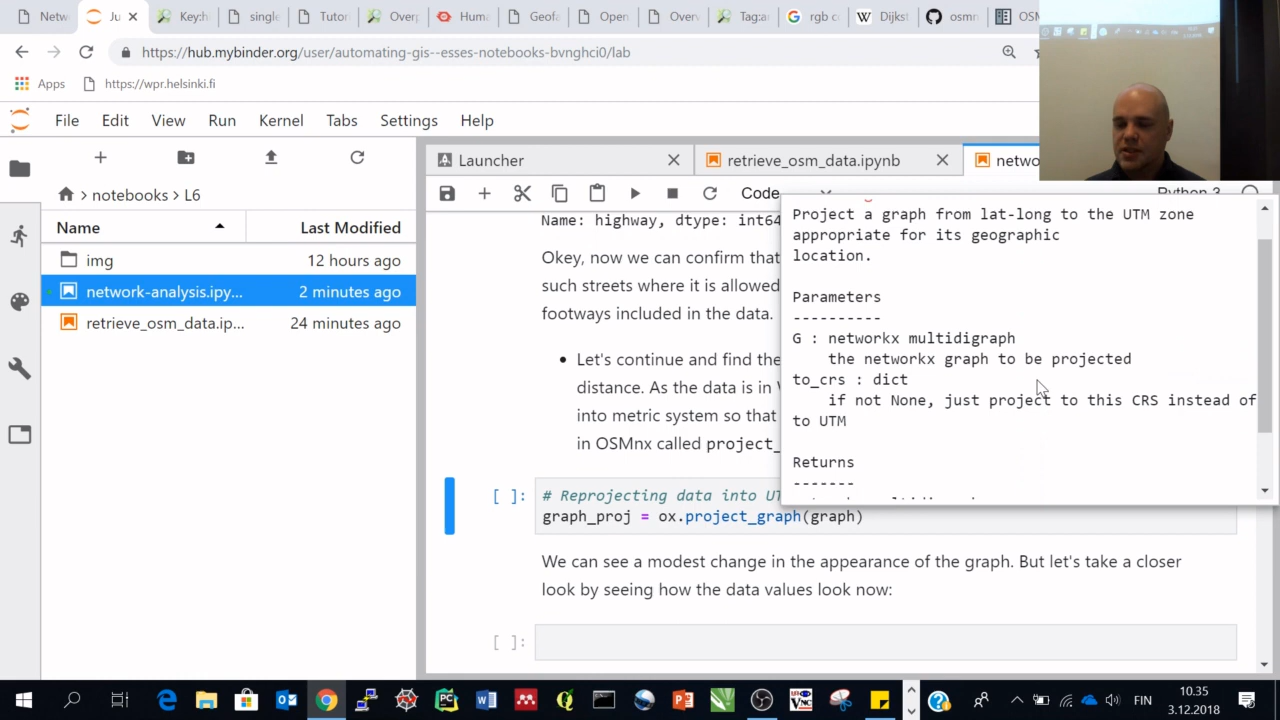 Netw
Ju
Key:h
single
Tutor
Overp
Hum
Geofa
Open
Over
Tag:a
rgb c
Dijkst
osmn
OSM
https://hub.mybinder.org/user/automating-gis--esses-notebooks-bvnghci0/lab
Apps
https://wpr.helsinki.fi
File Edit View Run Kernel Tabs Settings Help
Launcher
retrieve_osm_data.ipynb
netwo
notebooks
L6
Code
Python 3
Name
Last Modified
img
12 hours ago
network-analysis.ipy...
2 minutes ago
retrieve_osm_data.ip...
24 minutes ago
Name: highway, dtype: int64
Okey, now we can confirm that
such streets where it is allowed
footways included in the data.
Let's continue and find the
distance. As the data is in
into metric system so that
in OSMnx called project_
Project a graph from lat-long to the UTM zone
appropriate for its geographic
location.
Parameters
----------
G : networkx multidigraph
the networkx graph to be projected
to_crs : dict
if not None, just project to this CRS instead of
to UTM
Returns
-------
[ ]:
# Reprojecting data into UT
graph_proj = ox.project_graph(graph)
We can see a modest change in the appearance of the graph. But let's take a closer
look by seeing how the data values look now:
[ ]:
FIN
10.35
3.12.2018